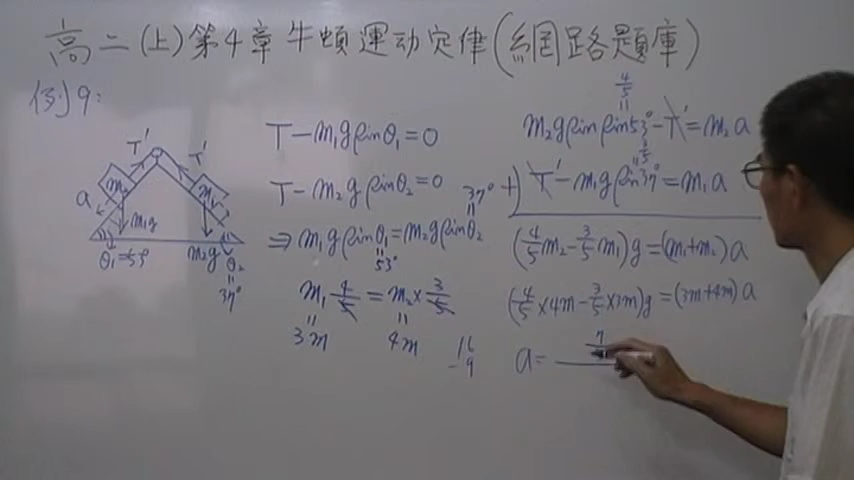 高二(上)第4章牛頓運动定律(網路題庫)
例9:
T' T'
a m₂ m₁
m₁g
θ₁=53° m₂g θ₂
=
37°
T-m₁g sinθ₁=0
T-m₂g sinθ₂=0
37°
=
⇒ m₁g sinθ₁=m₂g sinθ₂
=
53°
m₁ 4/5 = m₂× 3/5
= =
3m 4m
16
-9
4/5
=
m₂g sin sin53°-T'=m₂a
3/5
=
+) T'-m₁g sin37°=m₁a
(4/5 m₂-3/5 m₁)g=(m₁+m₂)a
(4/5×4m-3/5×3m)g=(3m+4m)a
a= 7